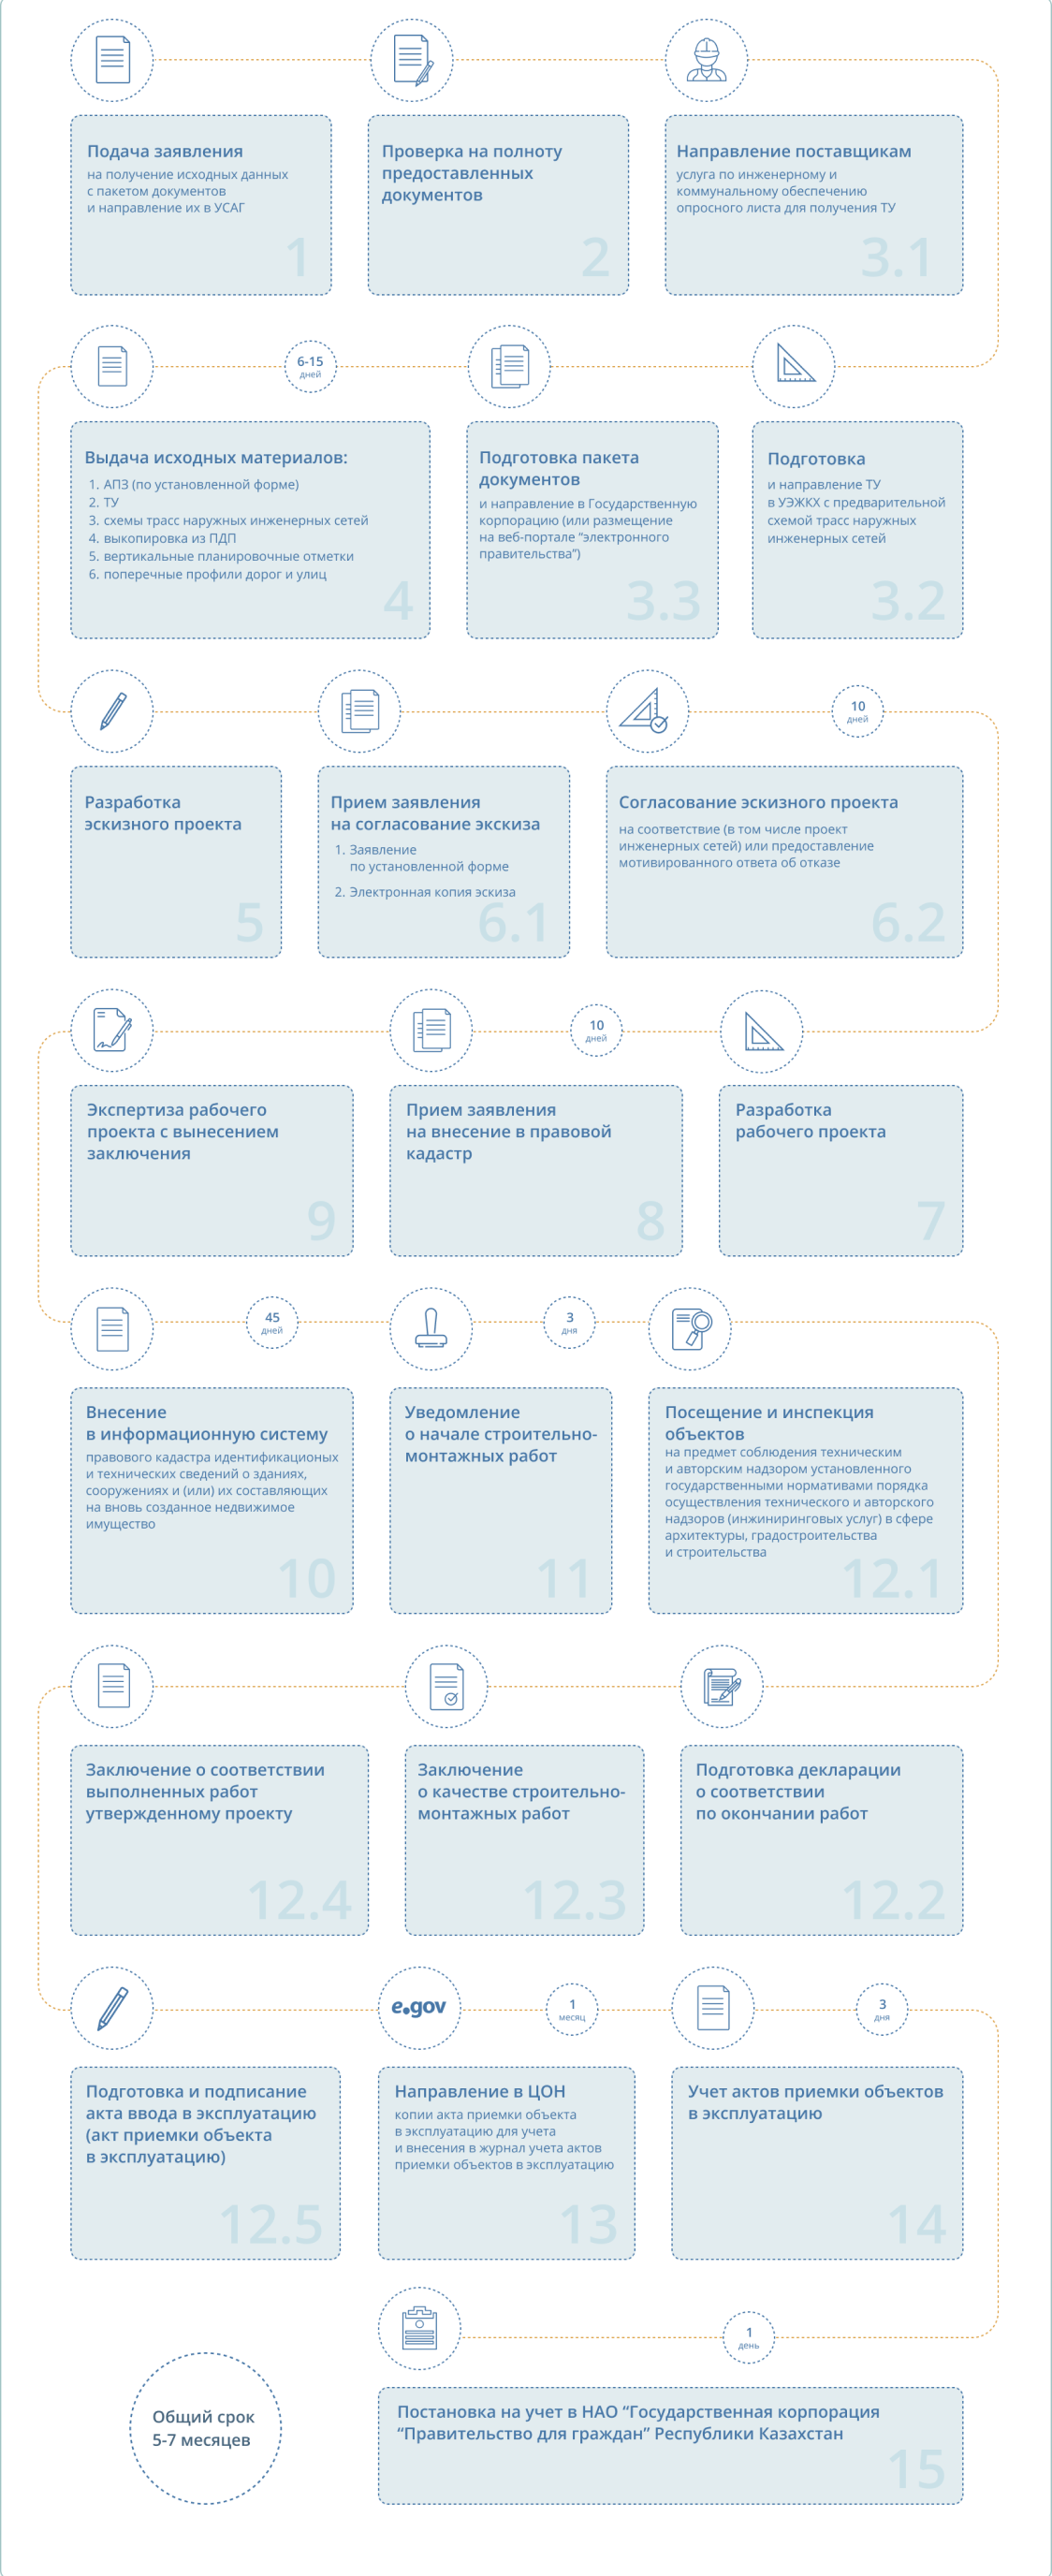 Подача заявления
на получение исходных данных
с пакетом документов
и направление их в УСАГ
1
Проверка на полноту
предоставленных
документов
2
Направление поставщикам
услуга по инженерному и
коммунальному обеспечению
опросного листа для получения ТУ
3.1
6-15
дней
Выдача исходных материалов:
1. АПЗ (по установленной форме)
2. ТУ
3. схемы трасс наружных инженерных сетей
4. выкопировка из ПДП
5. вертикальные планировочные отметки
6. поперечные профили дорог и улиц
4
Подготовка пакета
документов
и направление в Государственную
корпорацию (или размещение
на веб-портале “электронного
правительства”)
3.3
Подготовка
и направление ТУ
в УЭЖКХ с предварительной
схемой трасс наружных
инженерных сетей
3.2
10
дней
Разработка
эскизного проекта
5
Прием заявления
на согласование экскиза
1. Заявление
по установленной форме
2. Электронная копия эскиза
6.1
Согласование эскизного проекта
на соответствие (в том числе проект
инженерных сетей) или предоставление
мотивированного ответа об отказе
6.2
10
дней
Экспертиза рабочего
проекта с вынесением
заключения
9
Прием заявления
на внесение в правовой
кадастр
8
Разработка
рабочего проекта
7
45
дней
3
дня
Внесение
в информационную систему
правового кадастра идентификационых
и технических сведений о зданиях,
сооружениях и (или) их составляющих
на вновь созданное недвижимое
имущество
10
Уведомление
о начале строительно-
монтажных работ
11
Посещение и инспекция
объектов
на предмет соблюдения техническим
и авторским надзором установленного
государственными нормативами порядка
осуществления технического и авторского
надзоров (инжиниринговых услуг) в сфере
архитектуры, градостроительства
и строительства
12.1
Заключение о соответствии
выполненных работ
утвержденному проекту
12.4
Заключение
о качестве строительно-
монтажных работ
12.3
Подготовка декларации
о соответствии
по окончании работ
12.2
e.gov
1
месяц
3
дня
Подготовка и подписание
акта ввода в эксплуатацию
(акт приемки объекта
в эксплуатацию)
12.5
Направление в ЦОН
копии акта приемки объекта
в эксплуатацию для учета
и внесения в журнал учета актов
приемки объектов в эксплуатацию
13
Учет актов приемки объектов
в эксплуатацию
14
1
день
Общий срок
5-7 месяцев
Постановка на учет в НАО “Государственная корпорация
“Правительство для граждан” Республики Казахстан
15